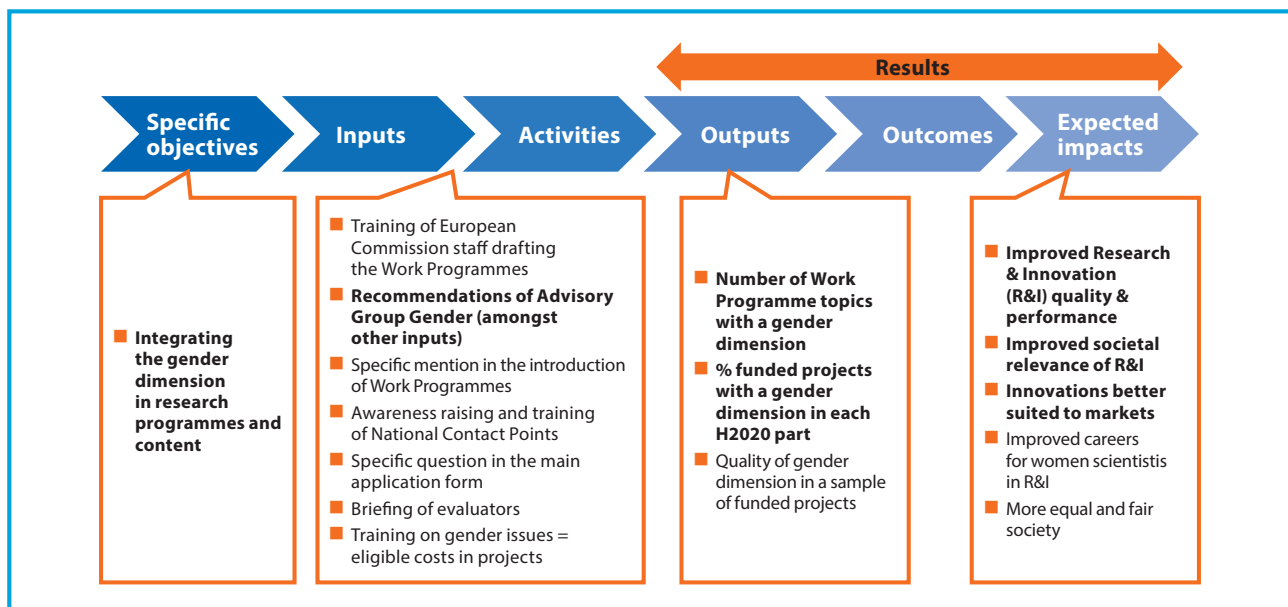 Results
Specific
objectives
Inputs
Activities
Outputs
Outcomes
Expected
impacts
Integrating
the gender
dimension
in research
programmes and
content
Training of European
Commission staff drafting
the Work Programmes
Recommendations of Advisory
Group Gender (amongst
other inputs)
Specific mention in the introduction
of Work Programmes
Awareness raising and training
of National Contact Points
Specific question in the main
application form
Briefing of evaluators
Training on gender issues =
eligible costs in projects
Number of Work
Programme topics
with a gender
dimension
% funded projects
with a gender
dimension in each
H2020 part
Quality of gender
dimension in a sample
of funded projects
Improved Research
& Innovation
(R&I) quality &
performance
Improved societal
relevance of R&I
Innovations better
suited to markets
Improved careers
for women scientistis
in R&I
More equal and fair
society